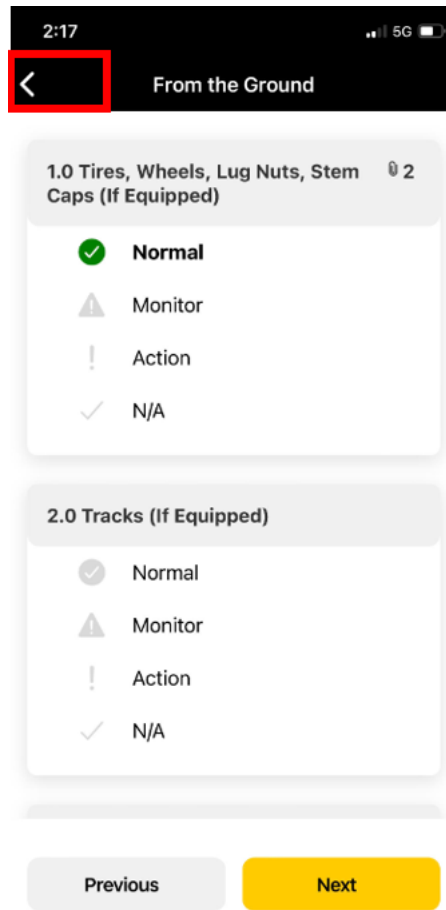 2:17
5G
From the Ground
1.0 Tires, Wheels, Lug Nuts, Stem 2
Caps (If Equipped)
Normal
Monitor
Action
N/A
2.0 Tracks (If Equipped)
Normal
Monitor
Action
N/A
Previous
Next